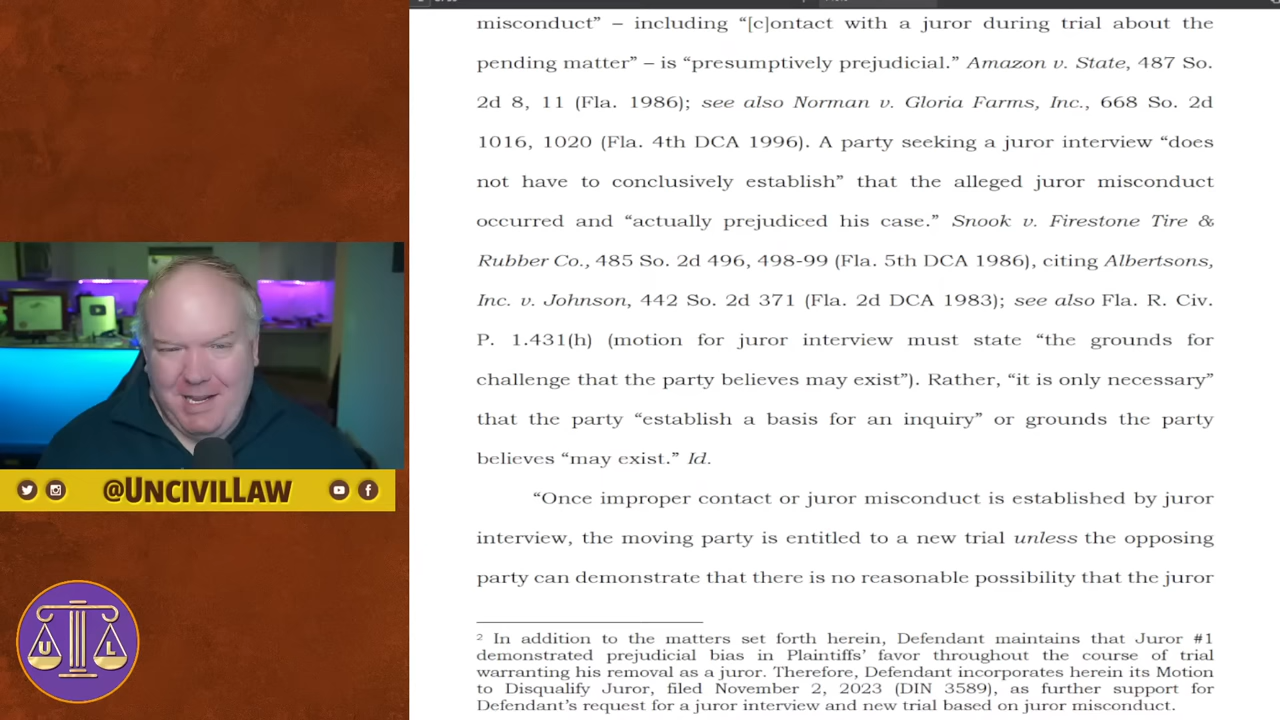 misconduct” – including “[c]ontact with a juror during trial about the
pending matter” – is “presumptively prejudicial.” Amazon v. State, 487 So.
2d 8, 11 (Fla. 1986); see also Norman v. Gloria Farms, Inc., 668 So. 2d
1016, 1020 (Fla. 4th DCA 1996). A party seeking a juror interview “does
not have to conclusively establish” that the alleged juror misconduct
occurred and “actually prejudiced his case.” Snook v. Firestone Tire &
Rubber Co., 485 So. 2d 496, 498-99 (Fla. 5th DCA 1986), citing Albertsons,
Inc. v. Johnson, 442 So. 2d 371 (Fla. 2d DCA 1983); see also Fla. R. Civ.
P. 1.431(h) (motion for juror interview must state “the grounds for
challenge that the party believes may exist”). Rather, “it is only necessary”
that the party “establish a basis for an inquiry” or grounds the party
believes “may exist.” Id.
“Once improper contact or juror misconduct is established by juror
interview, the moving party is entitled to a new trial unless the opposing
party can demonstrate that there is no reasonable possibility that the juror
2 In addition to the matters set forth herein, Defendant maintains that Juror #1
demonstrated prejudicial bias in Plaintiffs’ favor throughout the course of trial
warranting his removal as a juror. Therefore, Defendant incorporates herein its Motion
to Disqualify Juror, filed November 2, 2023 (DIN 3589), as further support for
Defendant’s request for a juror interview and new trial based on juror misconduct.
@UNCIVILLAW
U L